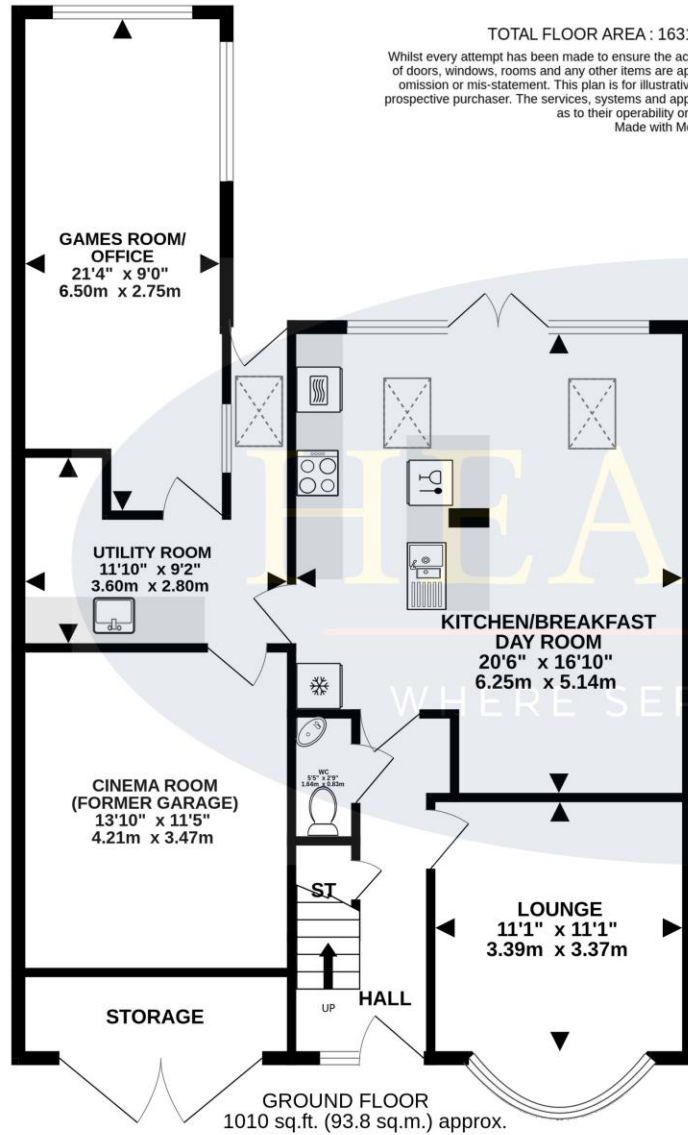 TOTAL FLOOR AREA : 1631
Whilst every attempt has been made to ensure the
of doors, windows, rooms and any other items are
omission or mis-statement. This plan is for
prospective purchaser. The services, systems and
as to their operability or
Made with
GAMES ROOM/
OFFICE
21'4" x 9'0"
6.50m x 2.75m
UTILITY ROOM
11'10" x 9'2"
3.60m x 2.80m
KITCHEN/BREAKFAST
DAY ROOM
20'6" x 16'10"
6.25m x 5.14m
WHERE
WC
5'5" x 2'9"
1.64m x 0.83m
CINEMA ROOM
(FORMER GARAGE)
13'10" x 11'5"
4.21m x 3.47m
LOUNGE
11'1" x 11'1"
3.39m x 3.37m
ST
UP
HALL
STORAGE
GROUND FLOOR
1010 sq.ft. (93.8 sq.m.) approx.